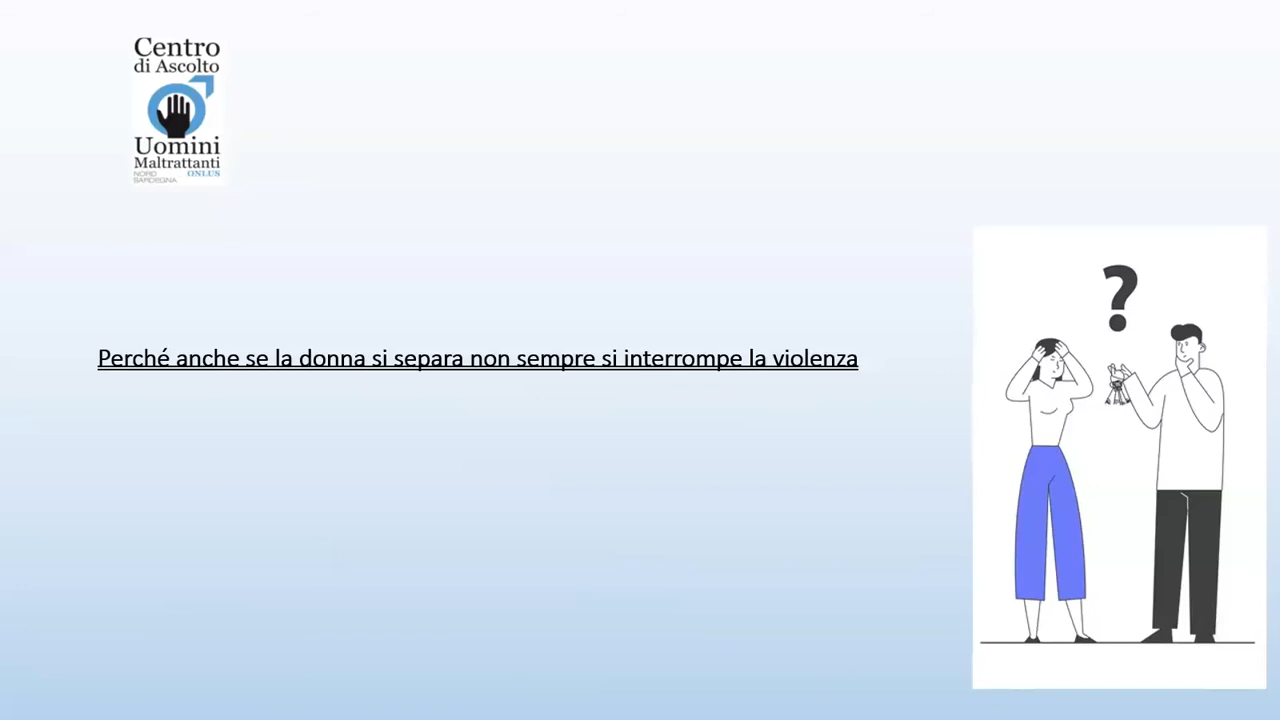 Centro
di Ascolto
Uomini
Maltrattanti
NORD ONLUS
SARDEGNA
Perché anche se la donna si separa non sempre si interrompe la violenza
?